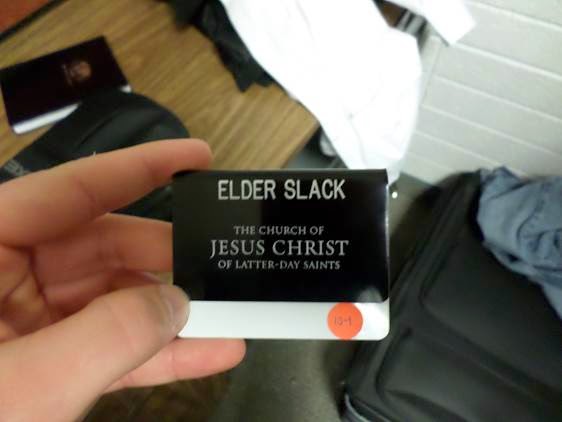 ELDER SLACK
THE CHURCH OF
JESUS CHRIST
OF LATTER-DAY SAINTS